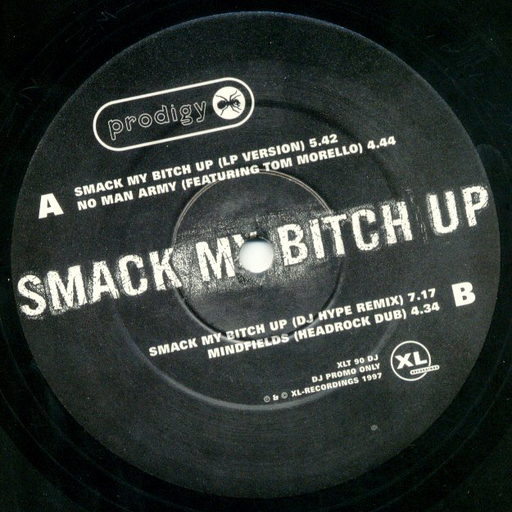 prodigy
A
SMACK MY BITCH UP (LP VERSION) 5.42
NO MAN ARMY (FEATURING TOM MORELLO) 4.44
SMACK MY BITCH UP
SMACK MY BITCH UP (DJ HYPE REMIX) 7.17
MINDFIELDS (HEADROCK DUB) 4.34
B
XLT 90 DJ
DJ PROMO ONLY
℗ & © XL-RECORDINGS 1997
XL
RECORDINGS